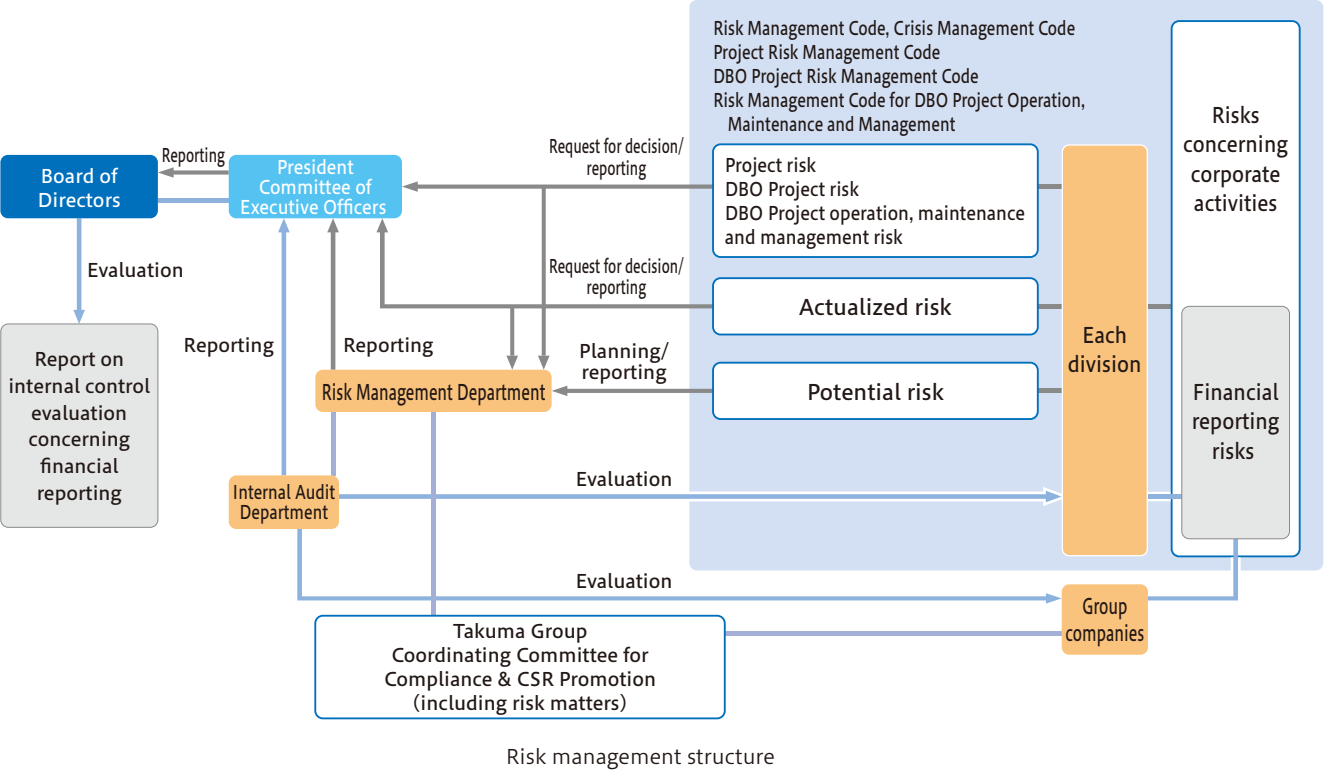 Risk Management Code, Crisis Management Code
Project Risk Management Code
DBO Project Risk Management Code
Risk Management Code for DBO Project Operation,
Maintenance and Management
Risks
concerning
corporate
activities
Board of
Directors
Reporting
President
Committee of
Executive Officers
Request for decision/
reporting
Project risk
DBO Project risk
DBO Project operation, maintenance
and management risk
Evaluation
Request for decision/
reporting
Actualized risk
Each
division
Report on
internal control
evaluation
concerning
financial
reporting
Reporting
Reporting
Planning/
reporting
Risk Management Department
Potential risk
Financial
reporting
risks
Internal Audit
Department
Evaluation
Evaluation
Group
companies
Takuma Group
Coordinating Committee for
Compliance & CSR Promotion
(including risk matters)
Risk management structure